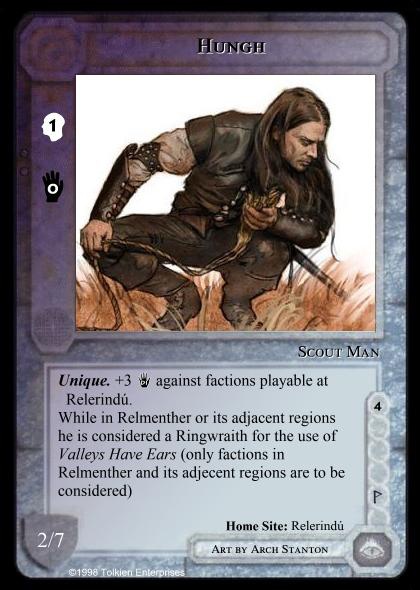 Hungh
1
0
Scout Man
Unique. +3 against factions playable at
Relerindú.
While in Relmenther or its adjacent regions
he is considered a Ringwraith for the use of
Valleys Have Ears (only factions in
Relmenther and its adjecent regions are to be
considered)
4
Home Site: Relerindú
2/7
Art by Arch Stanton
©1998 Tolkien Enterprises